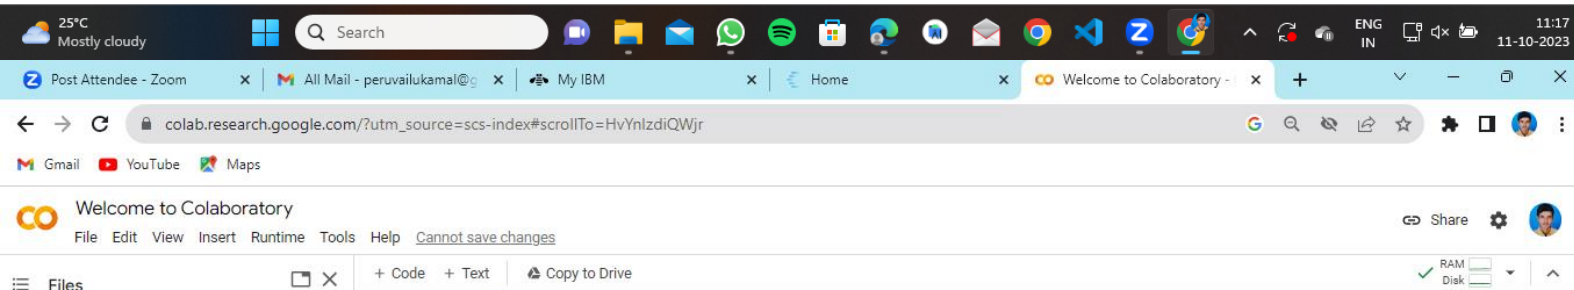 25°C
Mostly cloudy
Search
ENG
IN
11:17
11-10-2023
Post Attendee - Zoom
All Mail - peruvailukamal@g
My IBM
Home
Welcome to Colaboratory -
colab.research.google.com/?utm_source=scs-index#scrollTo=HvYnIzdiQWjr
Gmail YouTube Maps
Welcome to Colaboratory
Share
File Edit View Insert Runtime Tools Help Cannot save changes
Files
+ Code + Text Copy to Drive
RAM
Disk